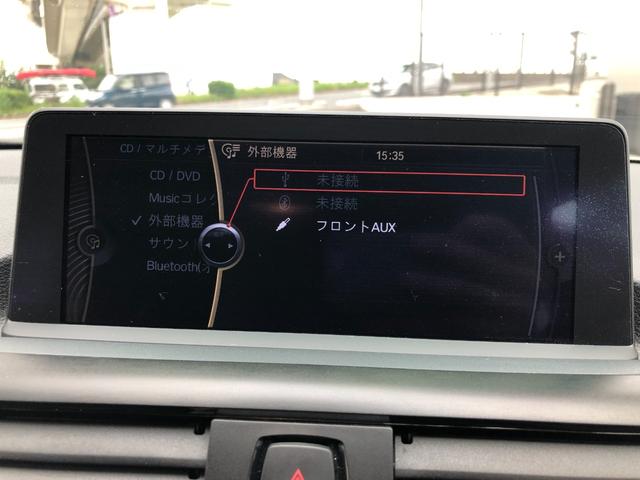 CD / マルチメデ
外部機器
15:35
CD / DVD
Musicコレ
外部機器
サウン
Bluetooth(オ
未接続
未接続
フロントAUX